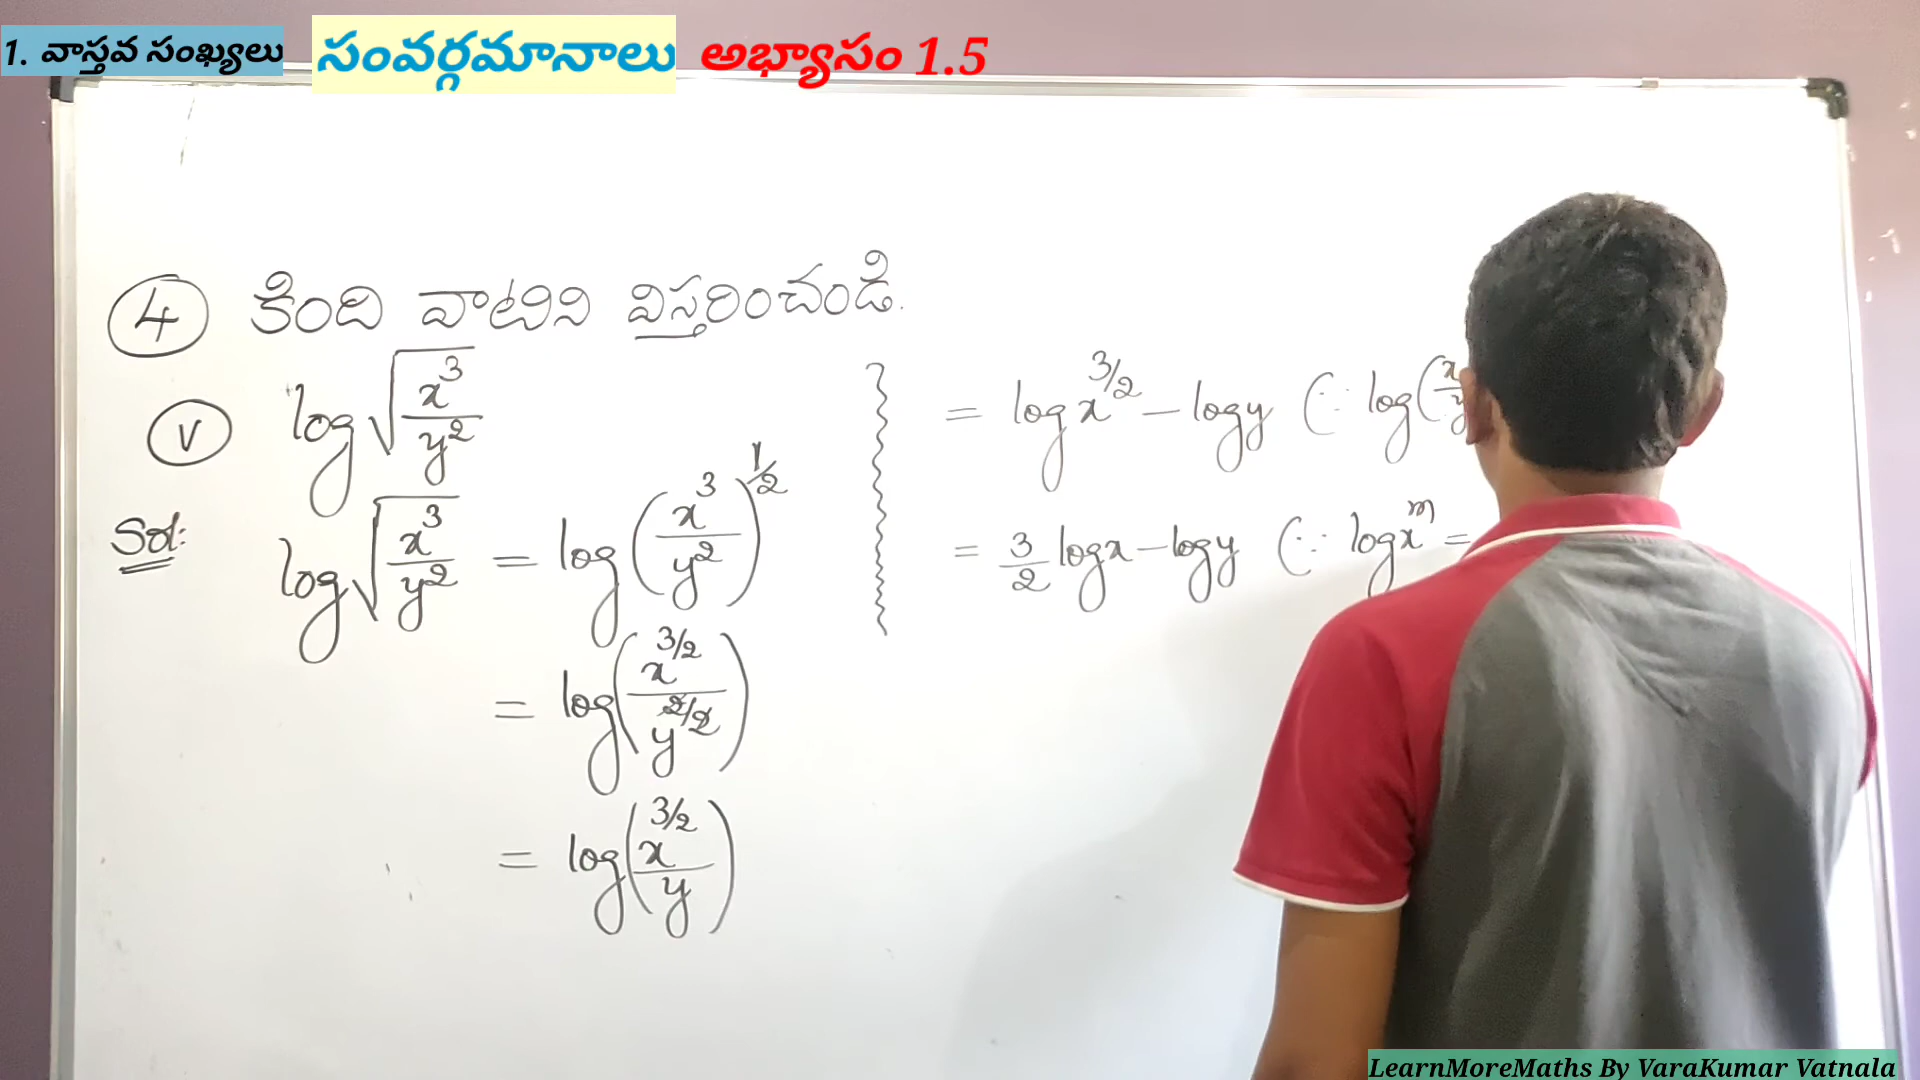 1. వాస్తవ సంఖ్యలు సంవర్గమానాలు అభ్యాసం 1.5
4 కింది వాటిని విస్తరించండి.
v log √(x³/y²)
Sol: log √(x³/y²) = log (x³/y²)^1/2
= log (x^3/2 / y^2/2)
= log (x^3/2 / y)
= log x^3/2 – log y (∵ log (x/y
= 3/2 log x – log y (∵ log x^m =
LearnMoreMaths By VaraKumar Vatnala